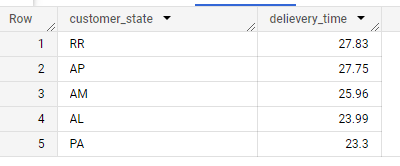 Row customer_state delievery_time
1 RR 27.83
2 AP 27.75
3 AM 25.96
4 AL 23.99
5 PA 23.3